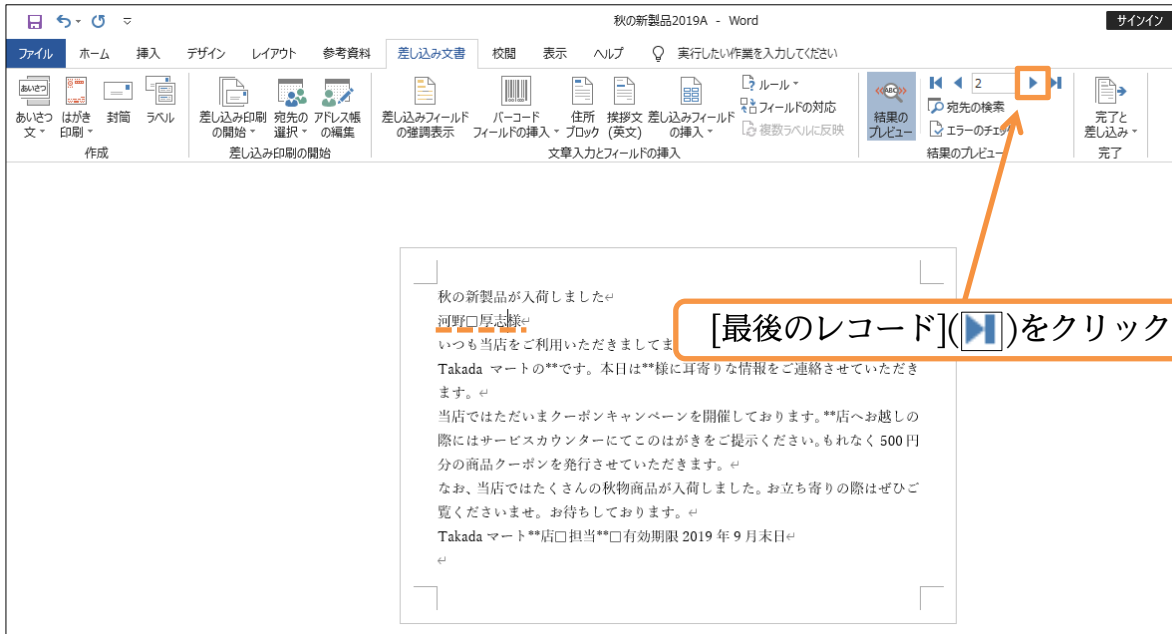 秋の新製品2019A - Word
サインイン
ファイル ホーム 挿入 デザイン レイアウト 参考資料 差し込み文書 校閲 表示 ヘルプ 実行したい作業を入力してください
あいさつ
あいさつ文 はがき印刷 封筒 ラベル
作成
差し込み印刷の開始 宛先の選択 アドレス帳の編集
差し込み印刷の開始
差し込みフィールドの強調表示 バーコードフィールドの挿入 住所ブロック 挨拶文(英文) 差し込みフィールドの挿入
ルール
フィールドの対応
複数ラベルに反映
文章入力とフィールドの挿入
«ABC»
結果のプレビュー
2
宛先の検索
エラーのチェック
結果のプレビュー
完了と差し込み
完了
秋の新製品が入荷しました↵
河野□厚志様↵
いつも当店をご利用いただきましてま
Takada マートの**です。本日は**様に耳寄りな情報をご連絡させていただき
ます。↵
当店ではただいまクーポンキャンペーンを開催しております。**店へお越しの
際にはサービスカウンターにてこのはがきをご提示ください。もれなく 500 円
分の商品クーポンを発行させていただきます。↵
なお、当店ではたくさんの秋物商品が入荷しました。お立ち寄りの際はぜひご
覧くださいませ。お待ちしております。↵
Takada マート**店□担当**□有効期限 2019 年 9 月末日↵
↵
[最後のレコード]()をクリック